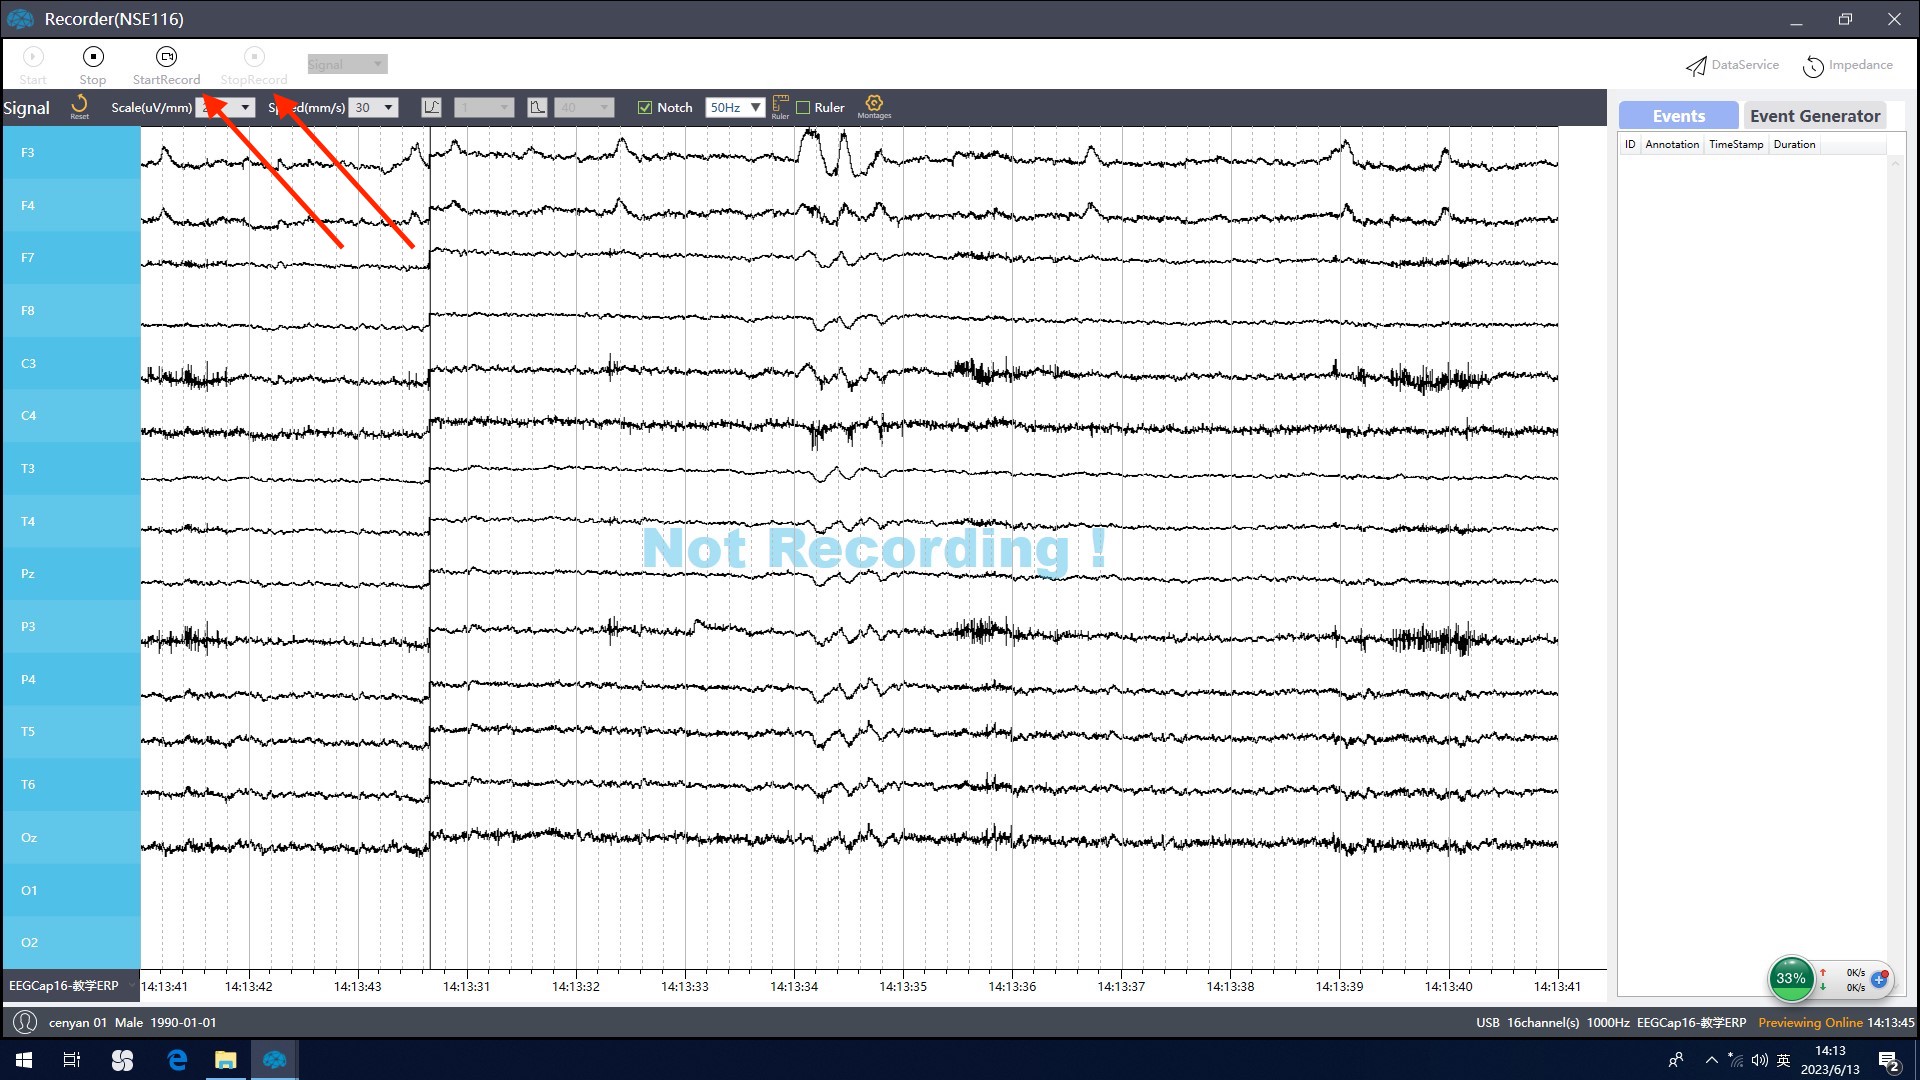 Recorder(NSE116)
Start Stop StartRecord StopRecord Signal DataService Impedance
Signal Reset Scale(uV/mm) Speed(mm/s) 30 1 40 Notch 50Hz Ruler Ruler Montages
Events Event Generator
ID Annotation TimeStamp Duration
F3
F4
F7
F8
C3
C4
T3
T4
Not Recording !
Pz
P3
P4
T5
T6
Oz
O1
O2
33% 0K/s
0K/s
EEGCap16-教学ERP 14:13:41 14:13:42 14:13:43 14:13:31 14:13:32 14:13:33 14:13:34 14:13:35 14:13:36 14:13:37 14:13:38 14:13:39 14:13:40 14:13:41
cenyan 01 Male 1990-01-01 USB 16channel(s) 1000Hz EEGCap16-教学ERP Previewing Online 14:13:45
英 14:13
2023/6/13 2